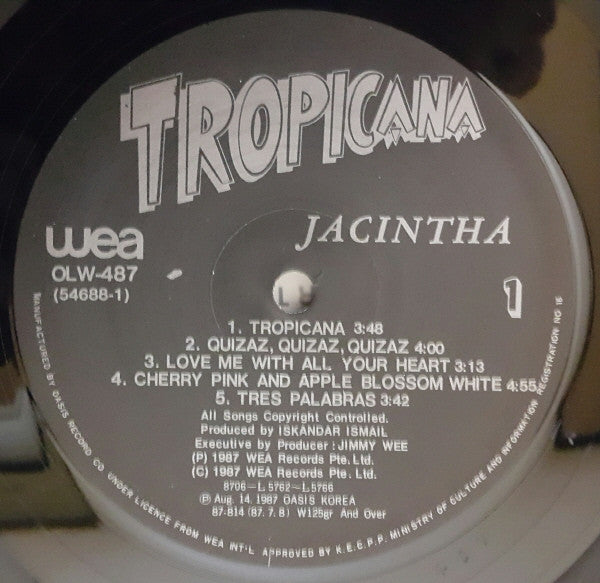 TROPICANA
JACINTHA
wea
OLW-487
(54688-1)
1
1. TROPICANA 3:48
2. QUIZAZ, QUIZAZ, QUIZAZ 4:00
3. LOVE ME WITH ALL YOUR HEART 3:13
4. CHERRY PINK AND APPLE BLOSSOM WHITE 4:55
5. TRES PALABRAS 3:42
All Songs Copyright Controlled.
Produced by ISKANDAR ISMAIL
Executive by Producer : JIMMY WEE
(P) 1987 WEA Records Pte. Ltd.
(C) 1987 WEA Records Pte. Ltd.
8706-L5762-L5766
Ⓟ Aug. 14. 1987 OASIS KOREA
87-814 (87. 7. 8) W125gr And Over
MANUFACTURED BY OASIS RECORD CO. UNDER LICENCE FROM WEA INT'L APPROVED BY K.E.C.P.P. MINISTRY OF CULTURE AND INFORMATION REGISTRATION: NO 16